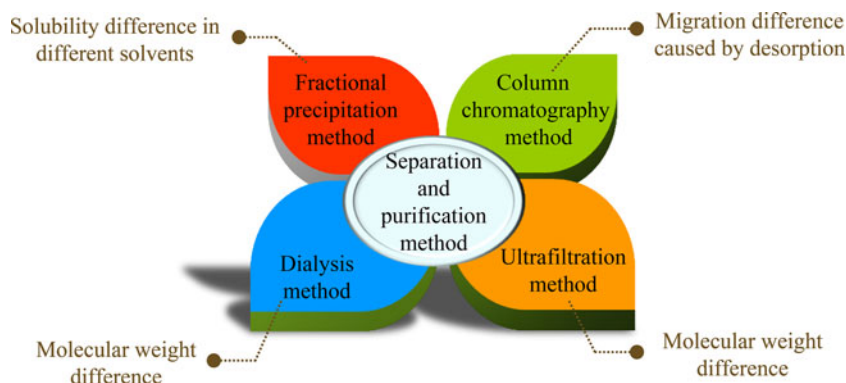 Solubility difference in
different solvents
Migration difference
caused by desorption
Fractional
precipitation
method
Column
chromatography
method
Separation
and
purification
method
Dialysis
method
Ultrafiltration
method
Molecular weight
difference
Molecular weight
difference